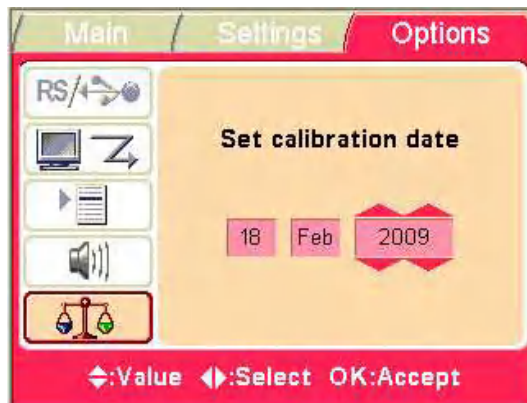 Main Settings Options
RS/
Set calibration date
18 Feb 2009
:Value :Select OK:Accept